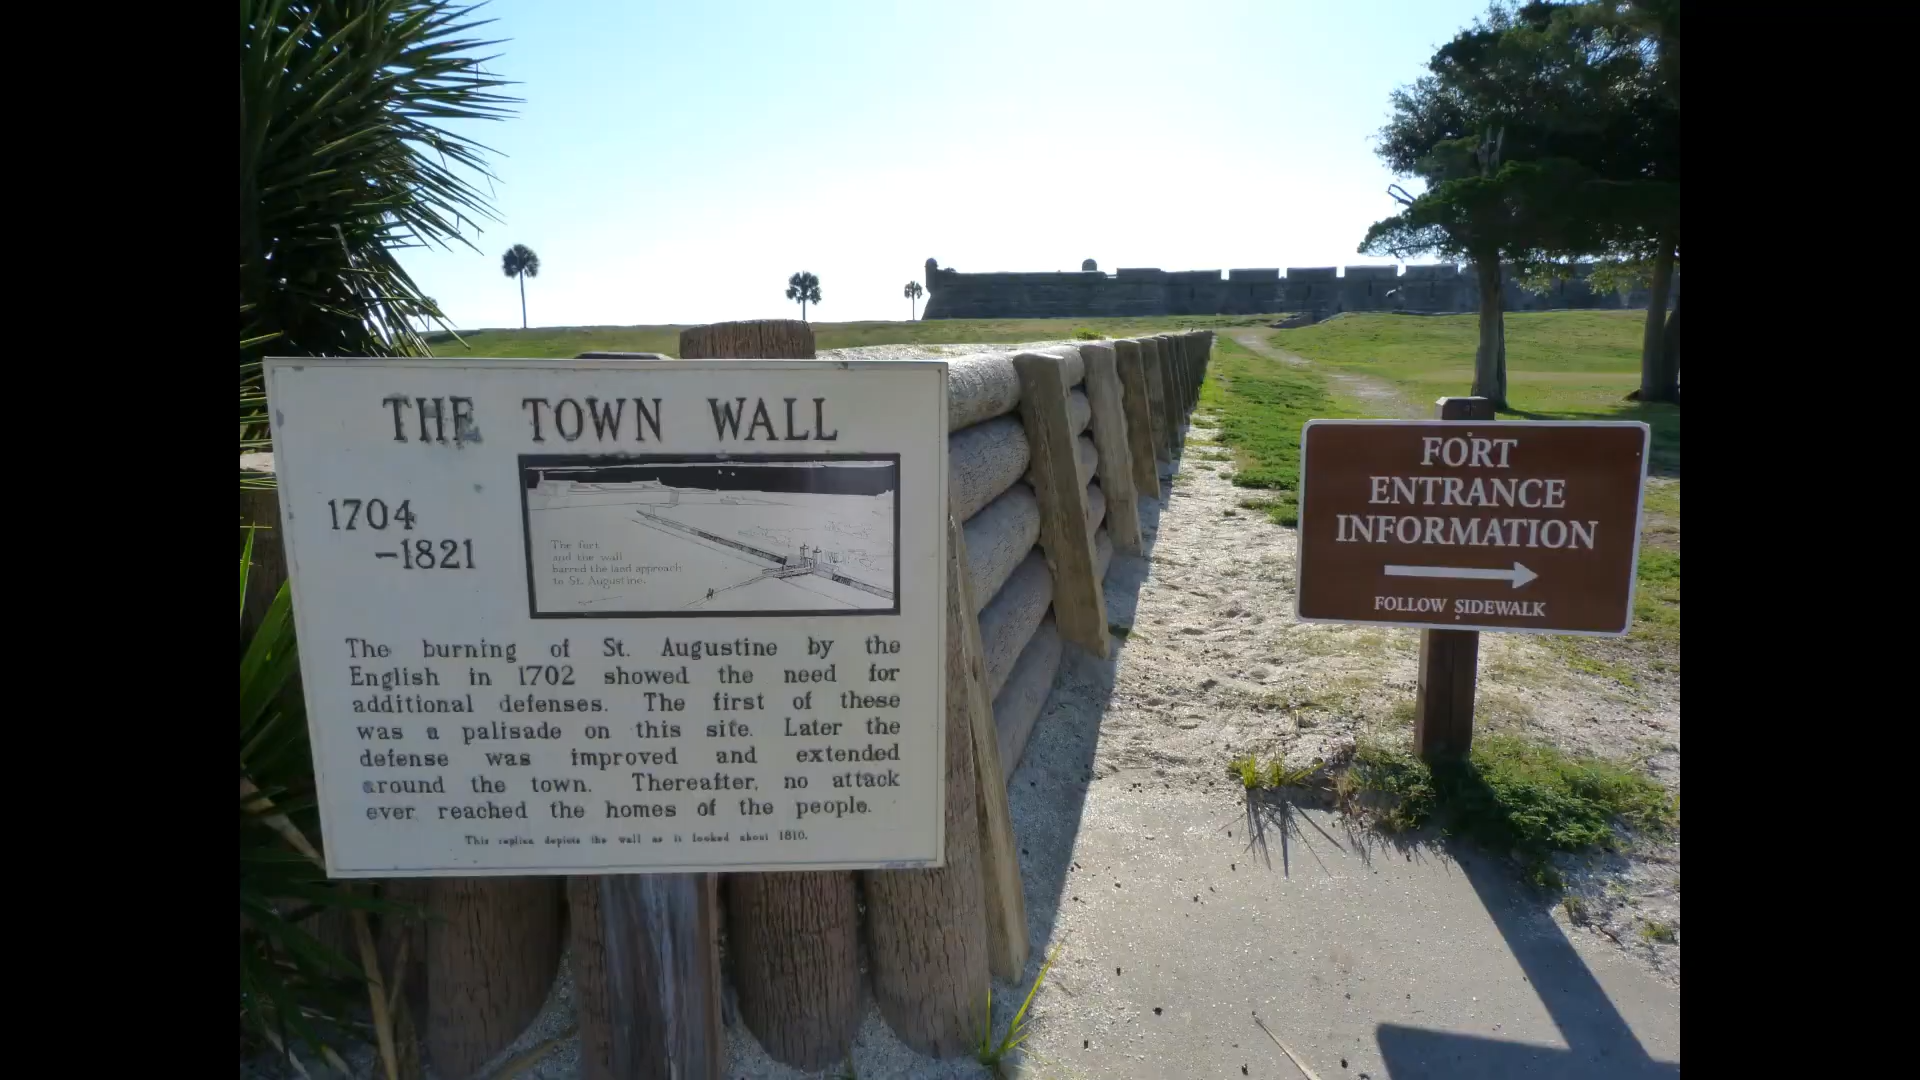 THE TOWN WALL
1704
-1821
The fort
and the wall
barred the land approach
to St. Augustine.
The burning of St. Augustine by the
English in 1702 showed the need for
additional defenses. The first of these
was a palisade on this site. Later the
defense was improved and extended
around the town. Thereafter, no attack
ever reached the homes of the people.
This replica depicts the wall as it looked about 1810.
FORT
ENTRANCE
INFORMATION
FOLLOW SIDEWALK